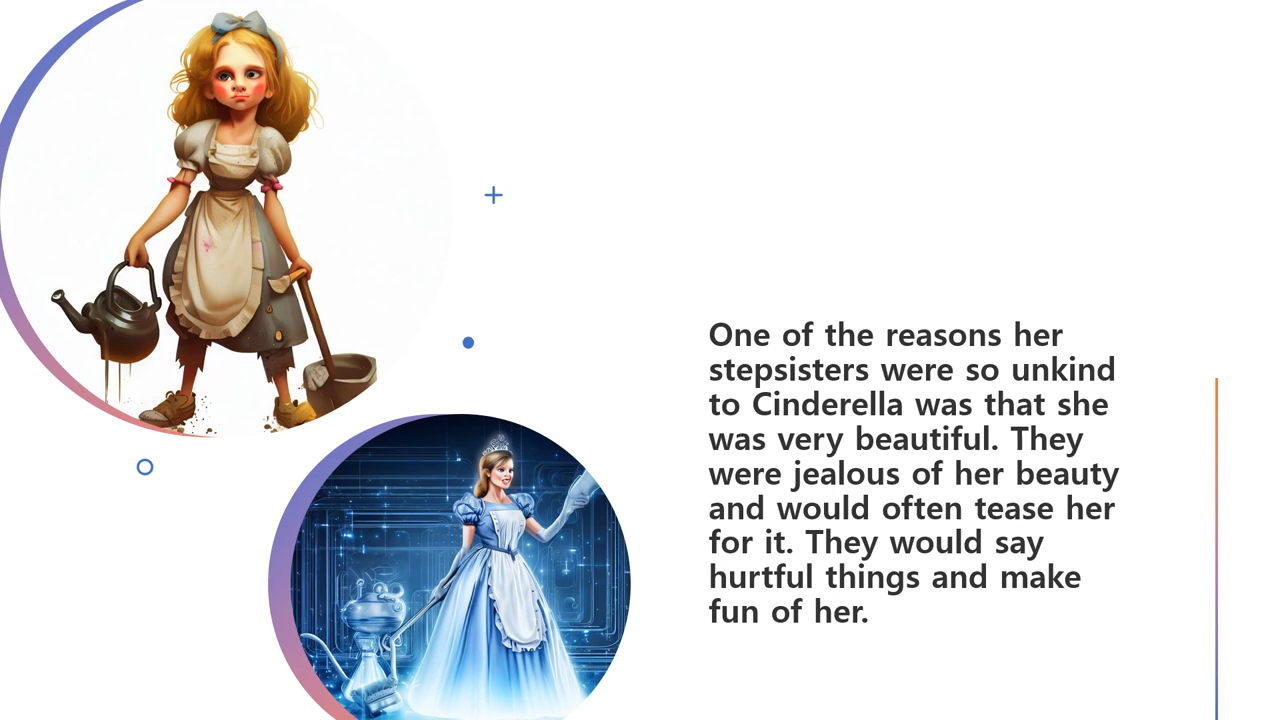 One of the reasons her
stepsisters were so unkind
to Cinderella was that she
was very beautiful. They
were jealous of her beauty
and would often tease her
for it. They would say
hurtful things and make
fun of her.